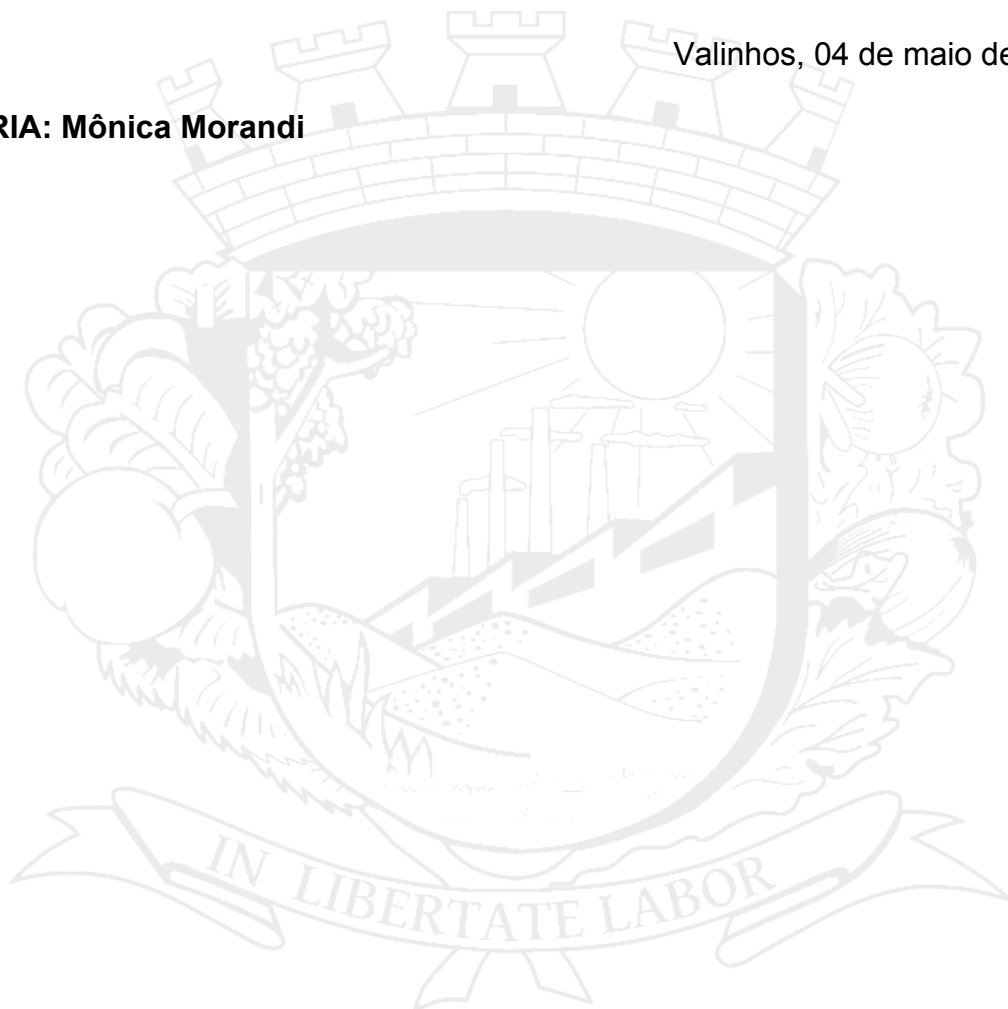 Valinhos, 04 de maio de
RIA: Mônica Morandi
IN LIBERTATE LABOR